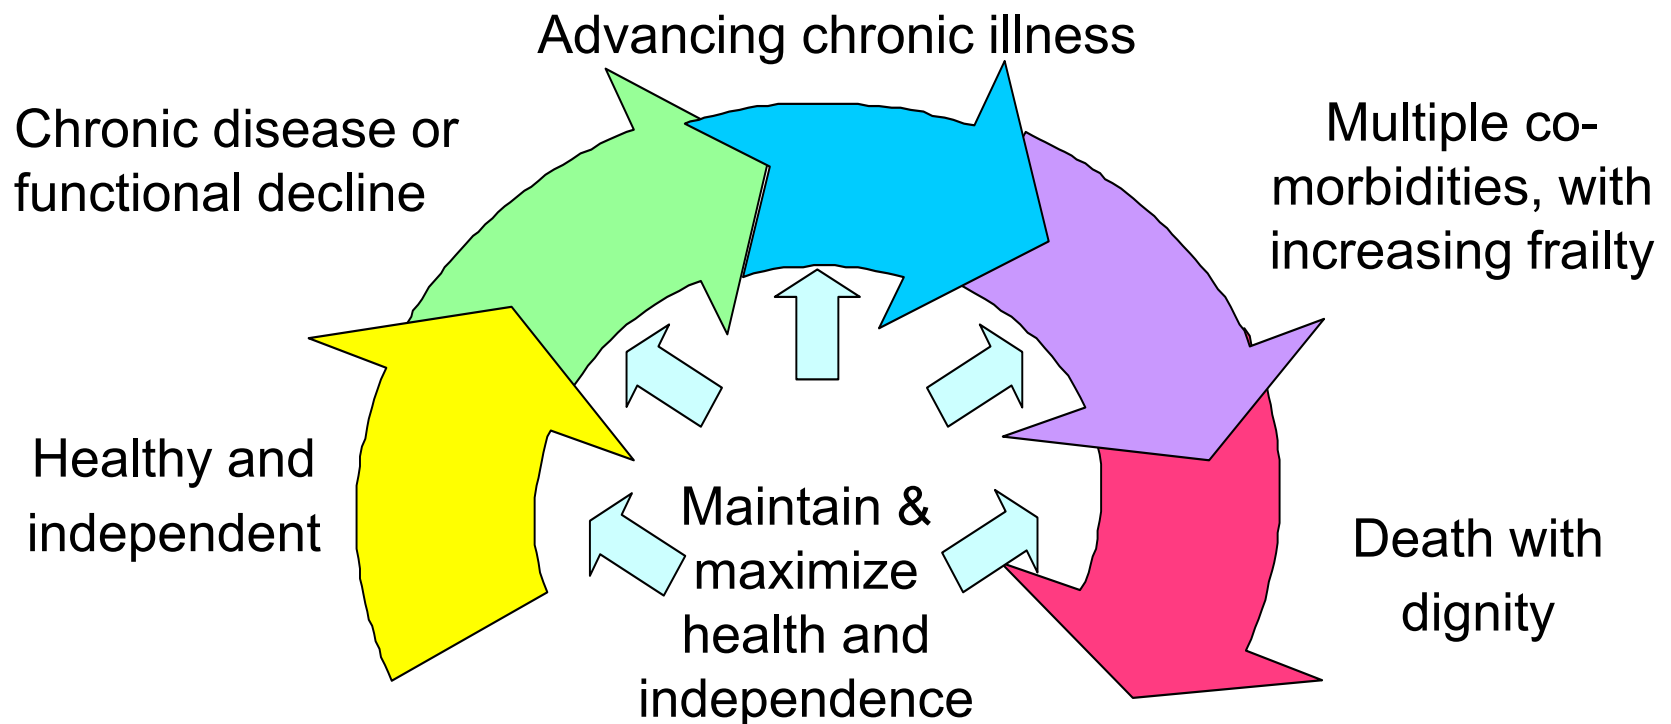 Advancing chronic illness
Chronic disease or
functional decline
Multiple co-
morbidities, with
increasing frailty
Healthy and
independent
Maintain &
maximize
health and
independence
Death with
dignity